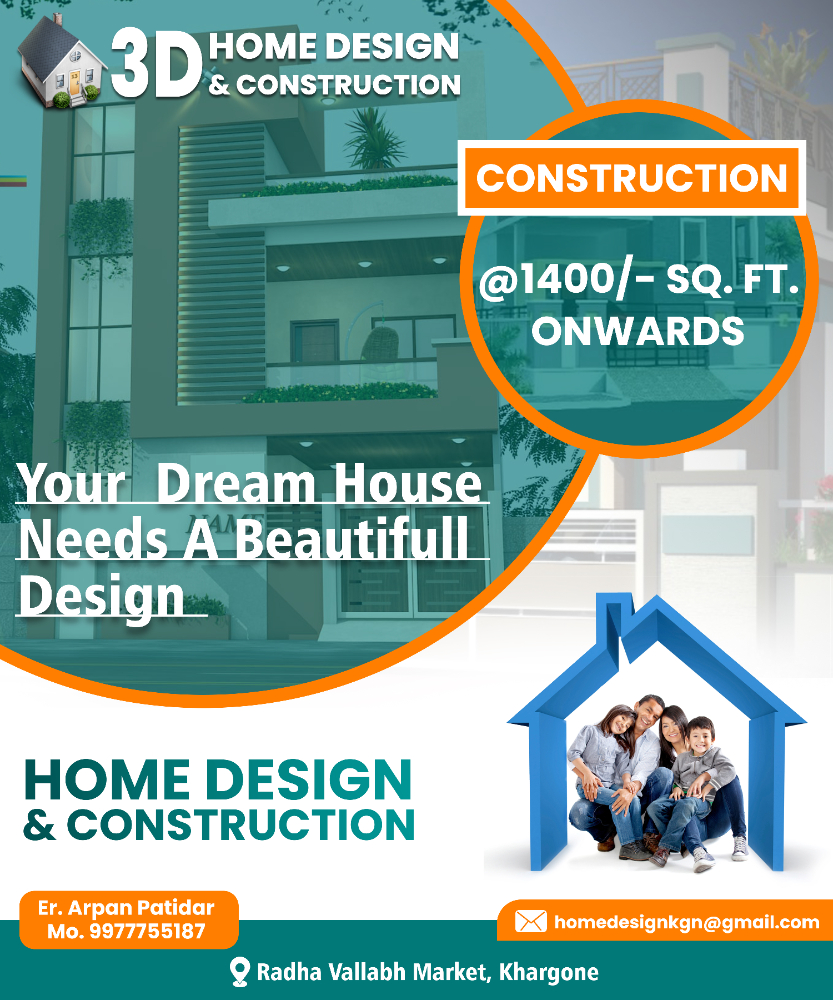 3D HOME DESIGN
& CONSTRUCTION
CONSTRUCTION
@1400/- SQ. FT.
ONWARDS
Your Dream House
Needs A Beautifull
Design
NAME
HOME DESIGN
& CONSTRUCTION
Er. Arpan Patidar
Mo. 9977755187
homedesignkgn@gmail.com
Radha Vallabh Market, Khargone